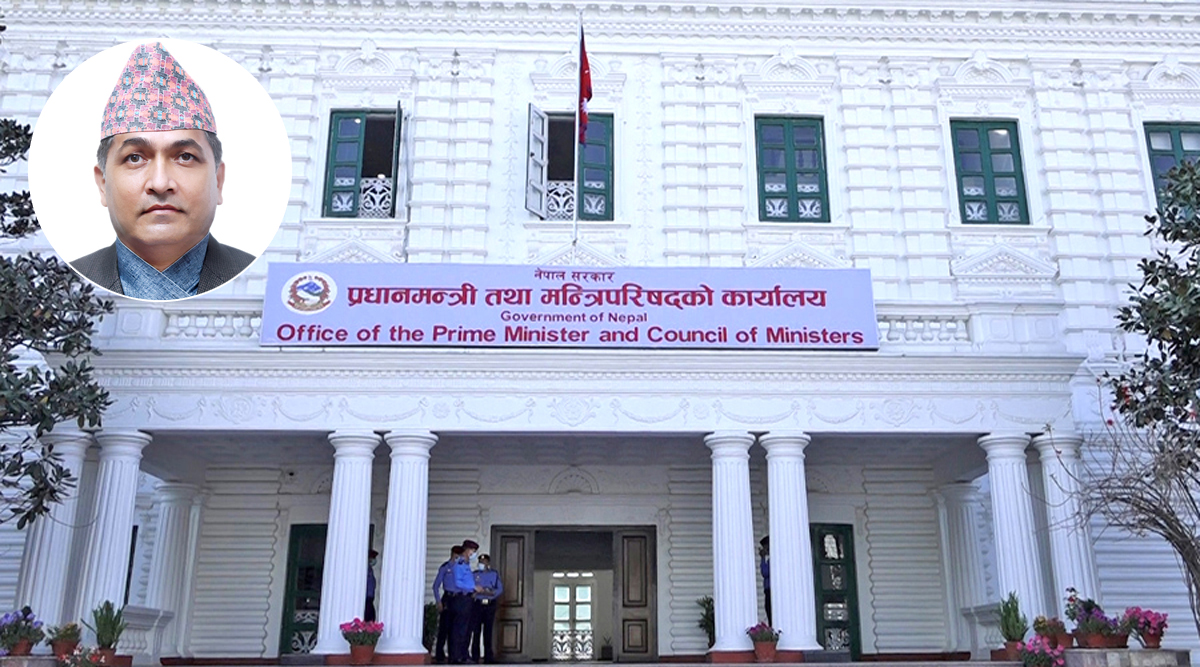 नेपाल सरकार
प्रधानमन्त्री तथा मन्त्रिपरिषदको कार्यालय
Government of Nepal
Office of the Prime Minister and Council of Ministers